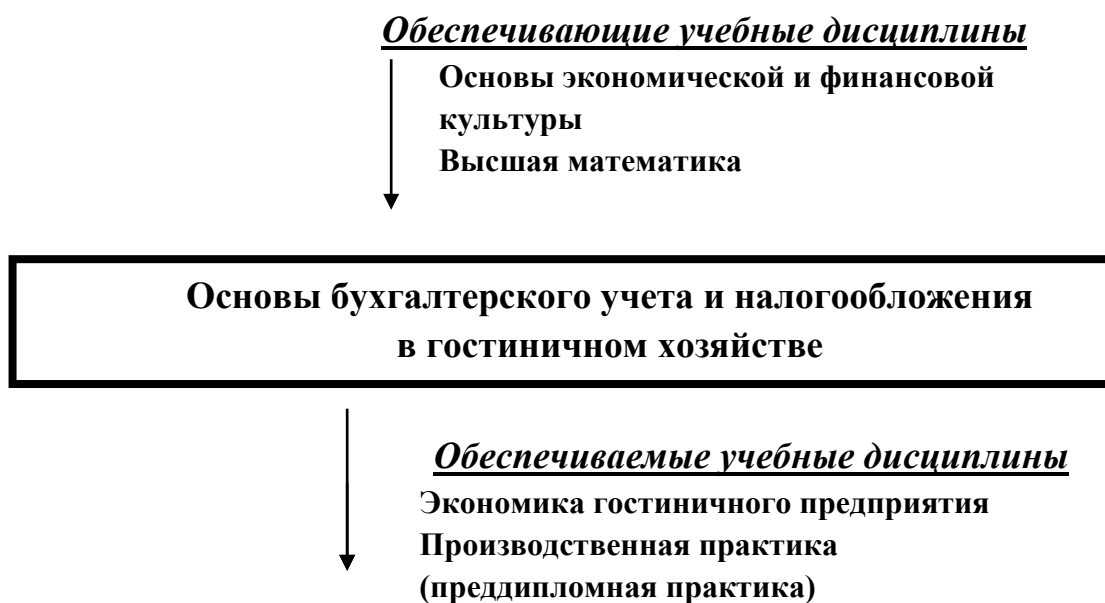 Обеспечивающие учебные дисциплины
Основы экономической и финансовой
культуры
Высшая математика
Основы бухгалтерского учета и налогообложения
в гостиничном хозяйстве
Обеспечиваемые учебные дисциплины
Экономика гостиничного предприятия
Производственная практика
(преддипломная практика)